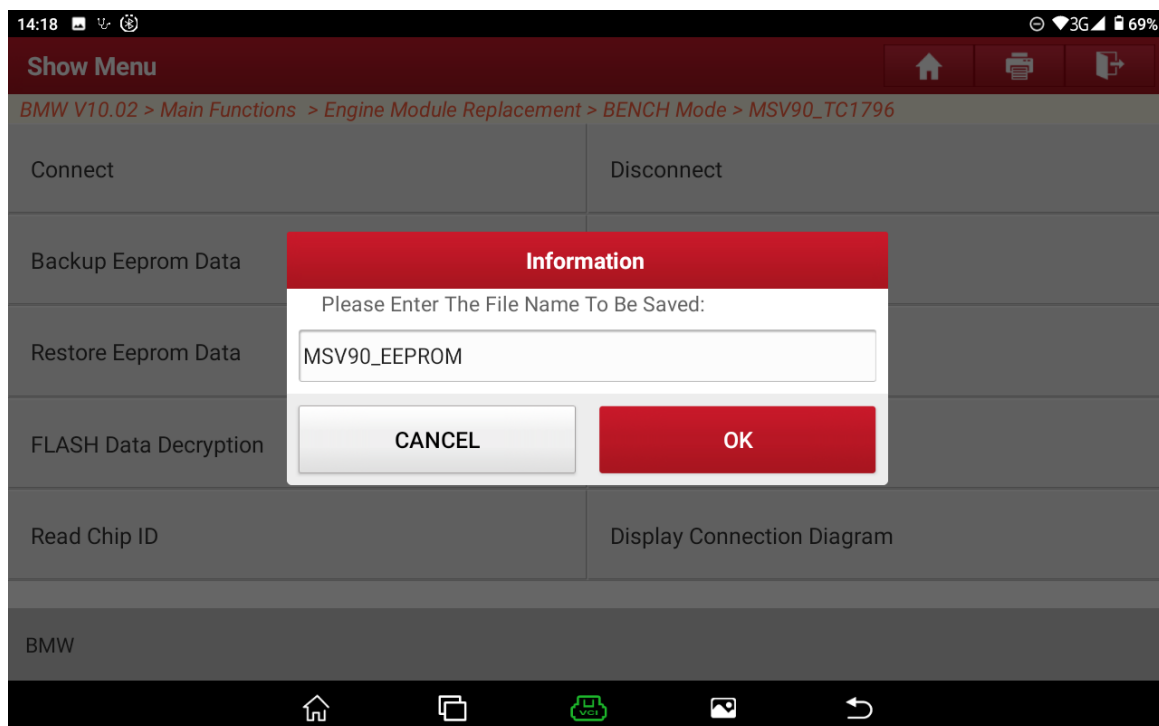 14:18 3G 69%
Show Menu
BMW V10.02 > Main Functions > Engine Module Replacement > BENCH Mode > MSV90_TC1796
Connect
Disconnect
Backup Eeprom Data
Information
Please Enter The File Name To Be Saved:
Restore Eeprom Data
MSV90_EEPROM
FLASH Data Decryption
CANCEL
OK
Read Chip ID
Display Connection Diagram
BMW
VCI